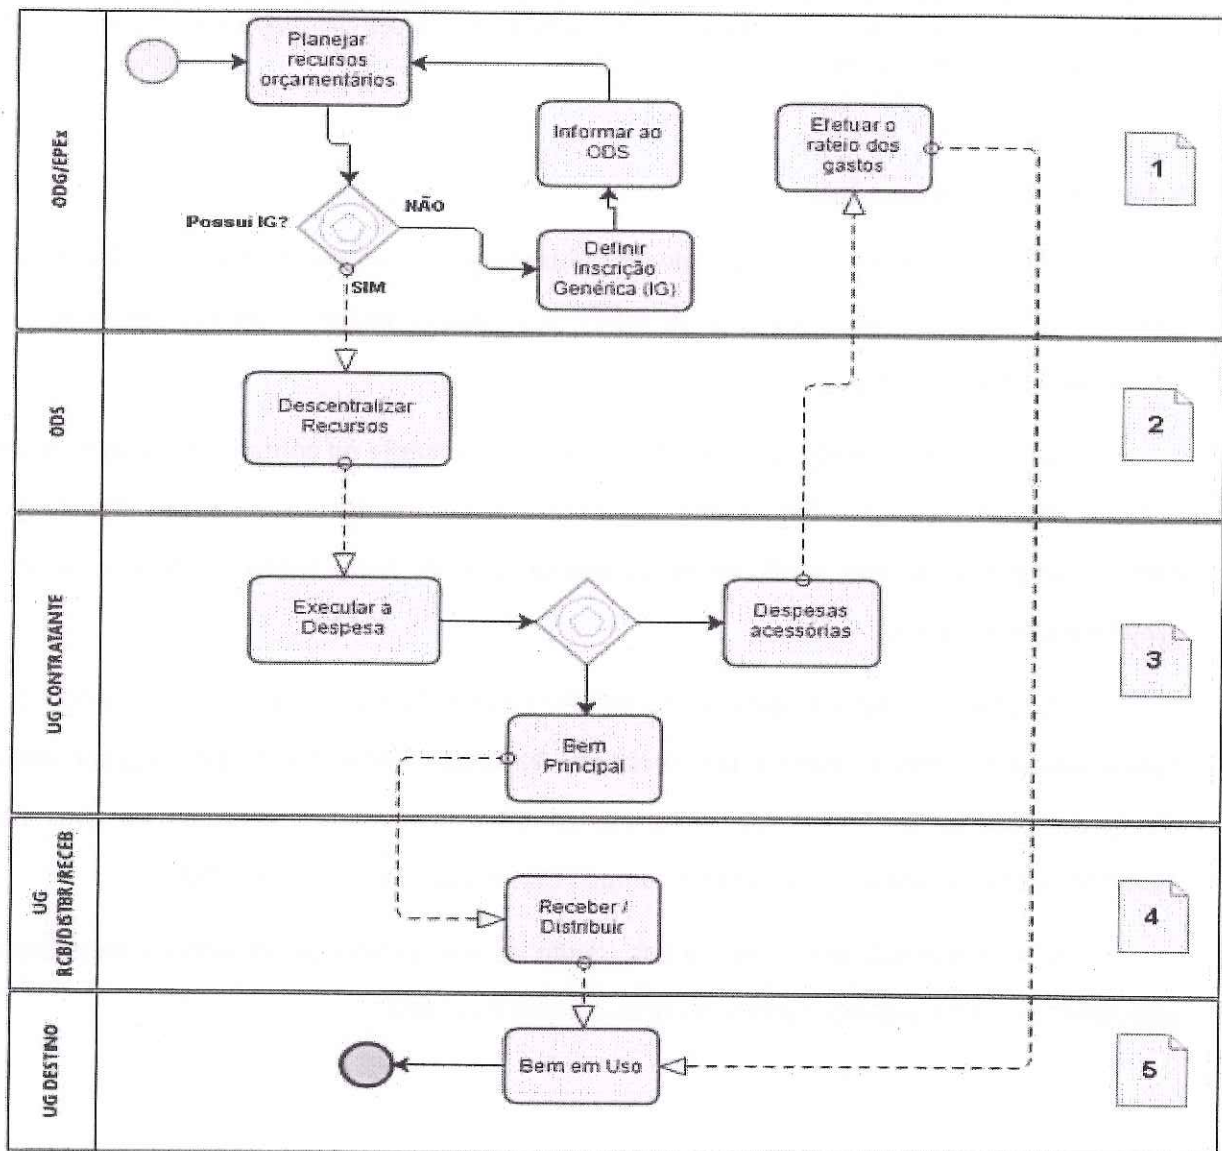 ODG/EPEx
Planejar
recursos
orçamentários
Informar ao
ODS
Efetuar o
rateio dos
gastos
1
Possui IG?
NÃO
SIM
Definir
Inscrição
Genérica (IG)
ODS
Descentralizar
Recursos
2
UG CONTRATANTE
Executar a
Despesa
Despesas
acessórias
3
Bem
Principal
UG
RCB/DISTBR/RECEB
Receber /
Distribuir
4
UG DESTINO
Bem em Uso
5